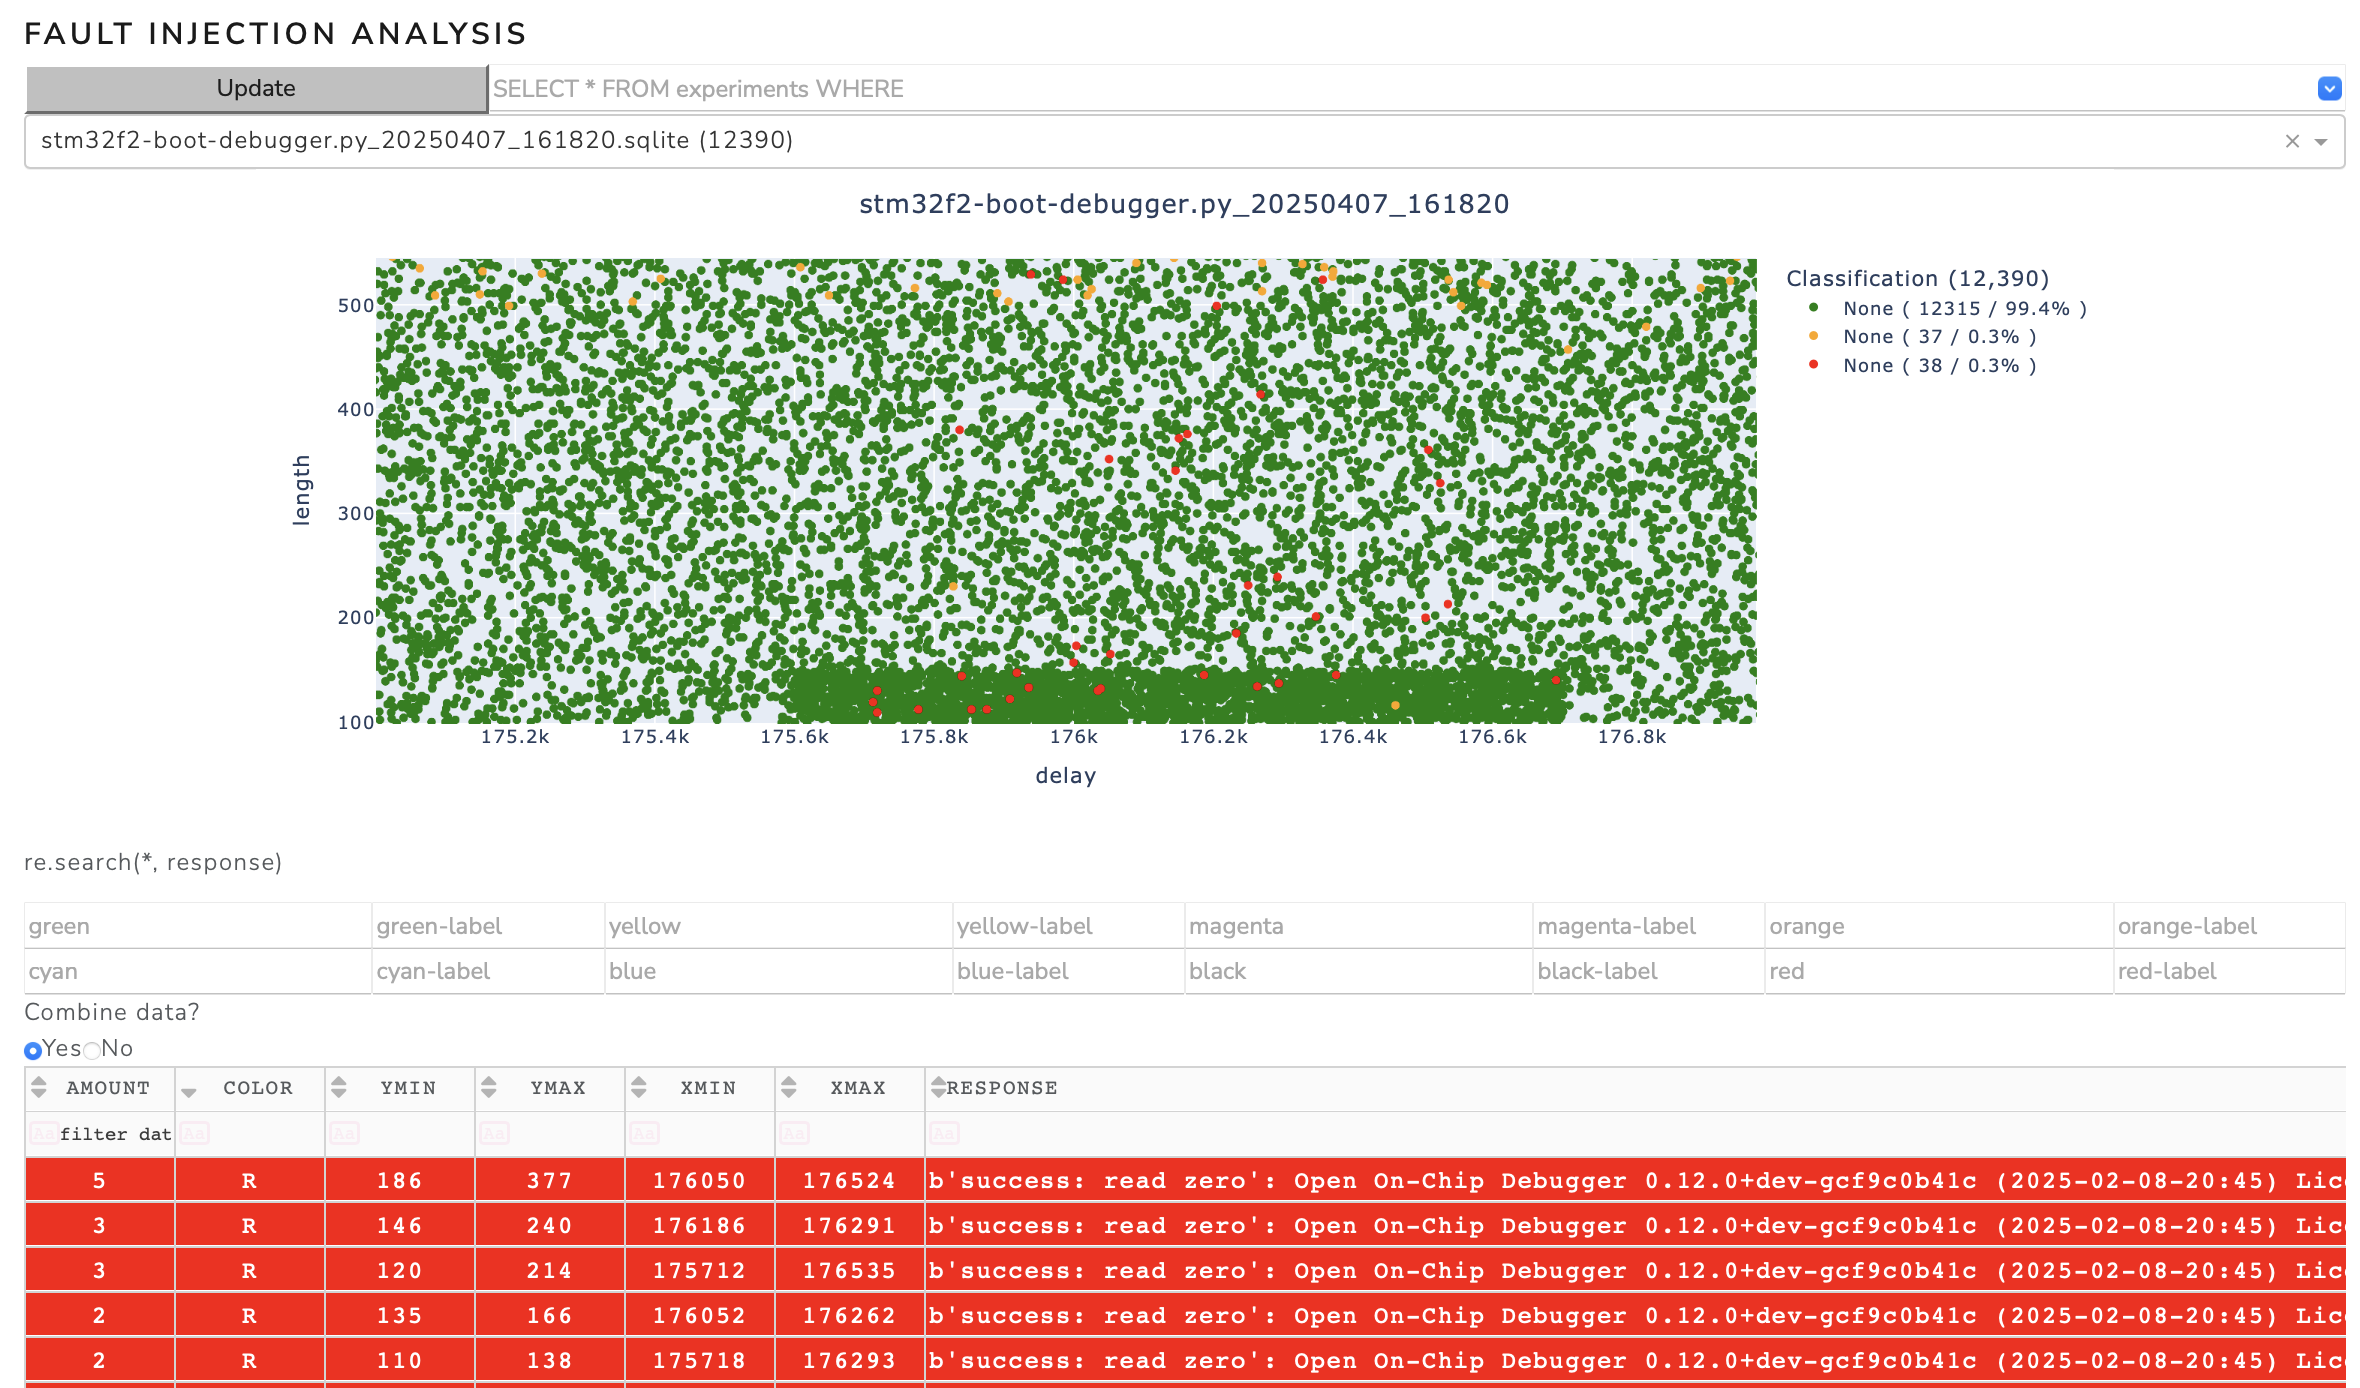 FAULT INJECTION ANALYSIS
Update
SELECT * FROM experiments WHERE
stm32f2-boot-debugger.py_20250407_161820.sqlite (12390)
stm32f2-boot-debugger.py_20250407_161820
Classification (12,390)
None ( 12315 / 99.4% )
None ( 37 / 0.3% )
None ( 38 / 0.3% )
length
500
400
300
200
100
175.2k 175.4k 175.6k 175.8k 176k 176.2k 176.4k 176.6k 176.8k
delay
re.search(*, response)
green green-label yellow yellow-label magenta magenta-label orange orange-label
cyan cyan-label blue blue-label black black-label red red-label
Combine data?
Yes No
AMOUNT COLOR YMIN YMAX XMIN XMAX RESPONSE
Aa filter dat Aa Aa Aa Aa Aa Aa
5 R 186 377 176050 176524 b'success: read zero': Open On-Chip Debugger 0.12.0+dev-gcf9c0b41c (2025-02-08-20:45) Lic
3 R 146 240 176186 176291 b'success: read zero': Open On-Chip Debugger 0.12.0+dev-gcf9c0b41c (2025-02-08-20:45) Lic
3 R 120 214 175712 176535 b'success: read zero': Open On-Chip Debugger 0.12.0+dev-gcf9c0b41c (2025-02-08-20:45) Lic
2 R 135 166 176052 176262 b'success: read zero': Open On-Chip Debugger 0.12.0+dev-gcf9c0b41c (2025-02-08-20:45) Lic
2 R 110 138 175718 176293 b'success: read zero': Open On-Chip Debugger 0.12.0+dev-gcf9c0b41c (2025-02-08-20:45) Lic